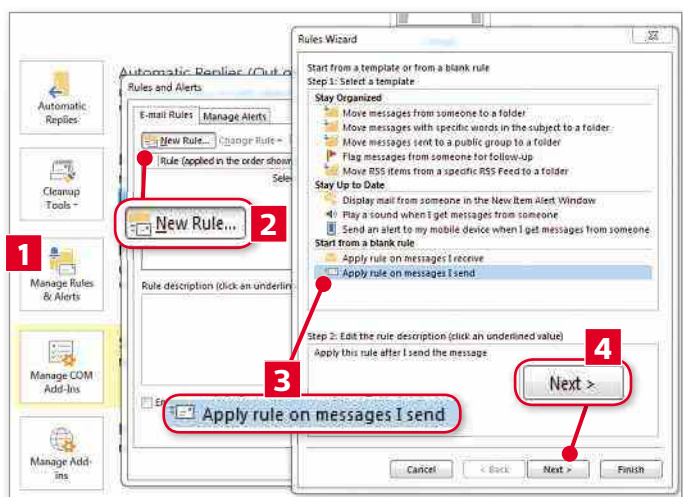 Automatic Replies (Out o
Automatic
Replies
Cleanup
Tools
1
Manage Rules
& Alerts
Manage COM
Add-Ins
Manage Add-
ins
Rules and Alerts
E-mail Rules
Manage Alerts
New Rule...
Change Rule
Rule (applied in the order shown
Sele
New Rule...
2
Rule description (click an underlin
En
Rules Wizard
Start from a template or from a blank rule
Step 1: Select a template
Stay Organized
Move messages from someone to a folder
Move messages with specific words in the subject to a folder
Move messages sent to a public group to a folder
Flag messages from someone for follow-up
Move RSS items from a specific RSS Feed to a folder
Stay Up to Date
Display mail from someone in the New Item Alert Window
Play a sound when I get messages from someone
Send an alert to my mobile device when I get messages from someone
Start from a blank rule
Apply rule on messages I receive
Apply rule on messages I send
Step 2: Edit the rule description (click an underlined value)
Apply this rule after I send the message
4
Next >
3
Apply rule on messages I send
Cancel
< Back
Next >
Finish